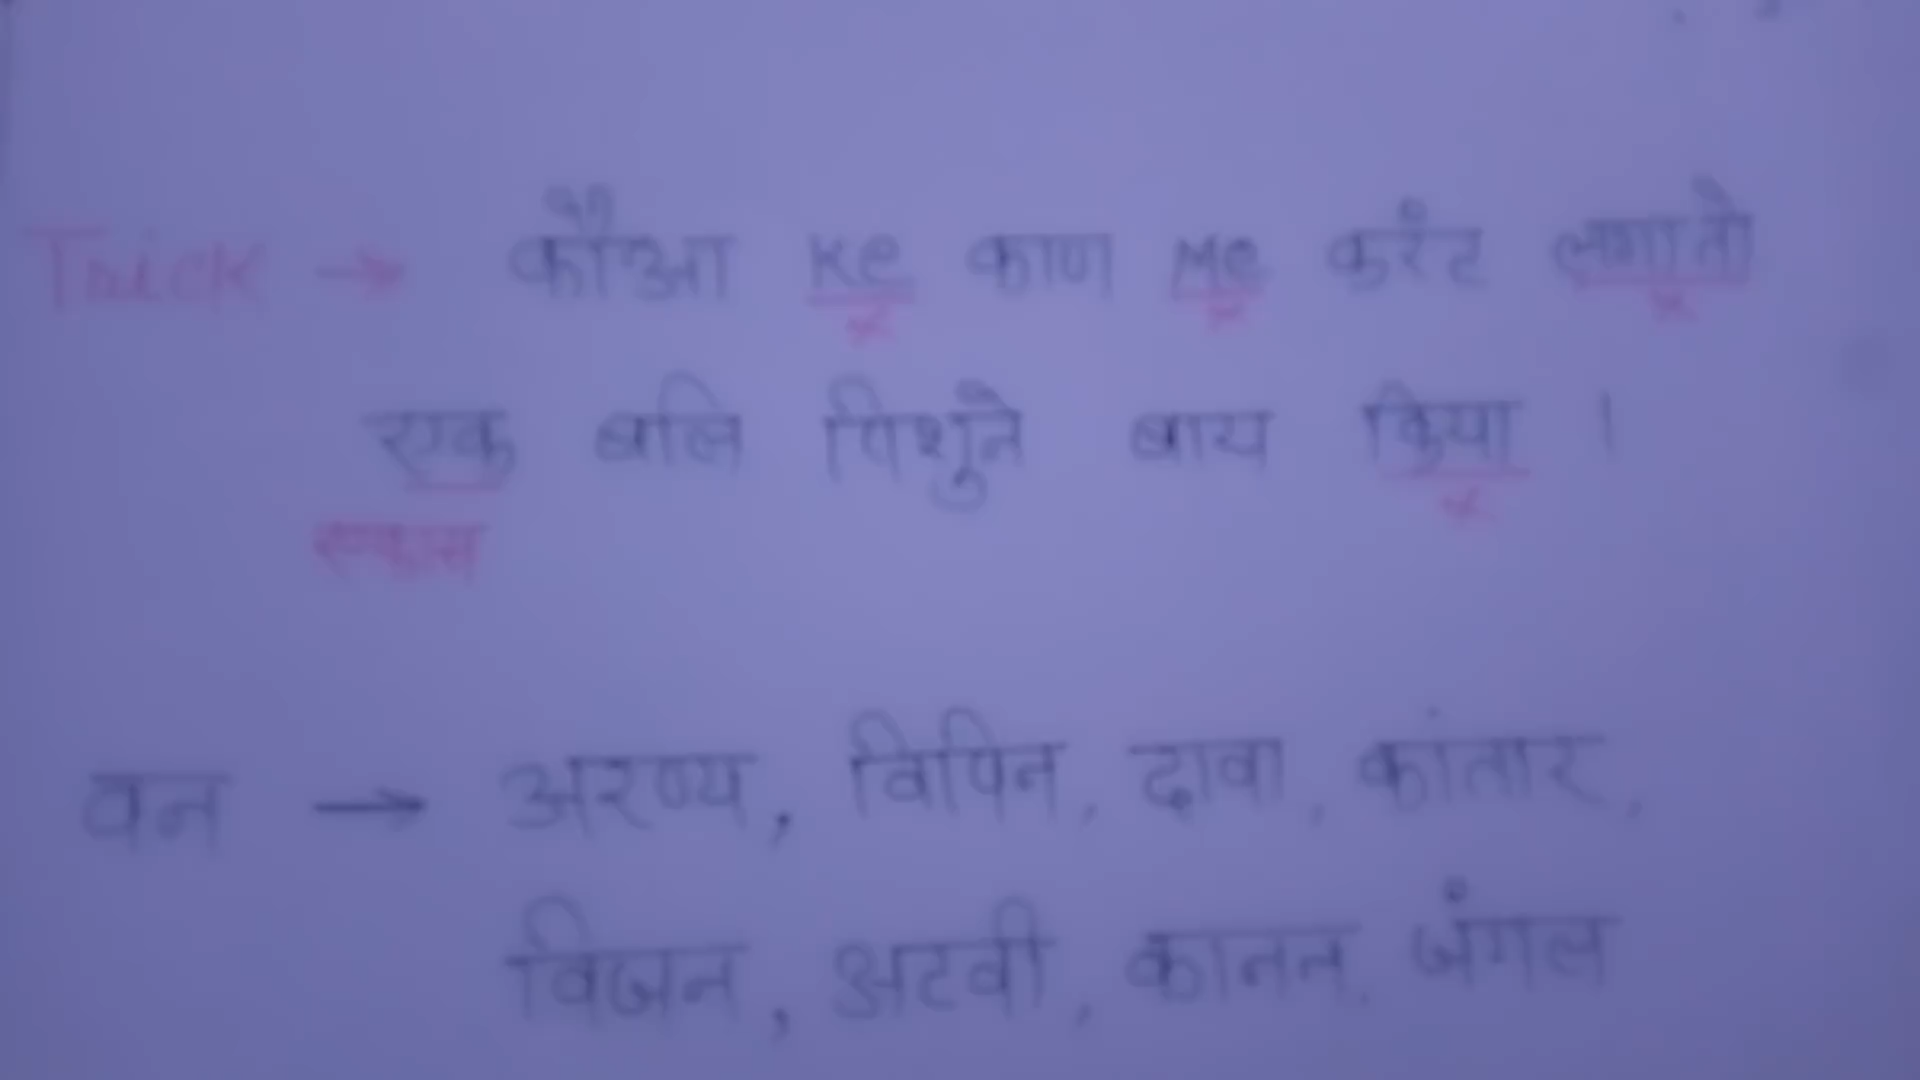 Trick → कौआ Ke काण Me करंट लगा तो
एक बलि पिशुने बाय किया ।
वन → अरण्य, विपिन, दावा, कांतार,
विजन, अटवी, कानन, जंगल